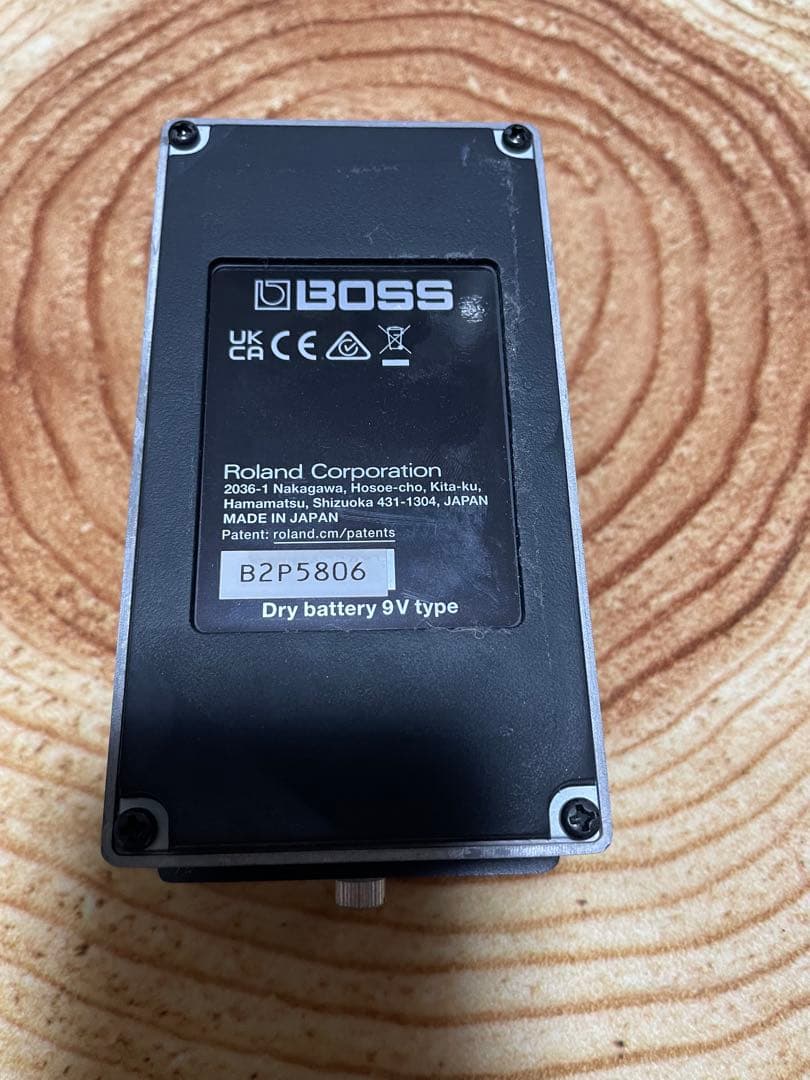 BOSS
UK
CA CE
Roland Corporation
2036-1 Nakagawa, Hosoe-cho, Kita-ku,
Hamamatsu, Shizuoka 431-1304, JAPAN
MADE IN JAPAN
Patent: roland.cm/patents
B2P5806
Dry battery 9V type